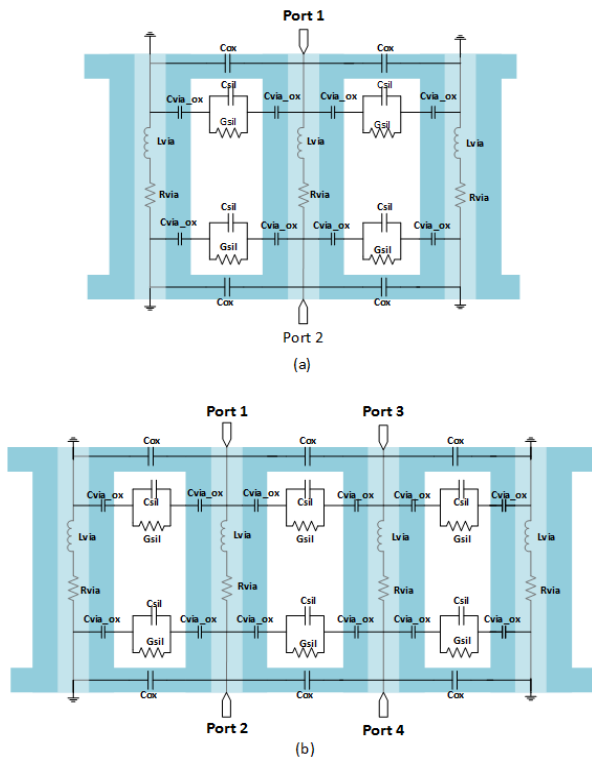 Port 1
Cox Cox
Csil Csil
Cvia_ox Cvia_ox Cvia_ox Cvia_ox
Gsil Gsil
Lvia Lvia Lvia
Rvia Rvia Rvia
Csil Csil
Cvia_ox Cvia_ox Cvia_ox Cvia_ox
Gsil Gsil
Cox Cox
Port 2
(a)
Port 1 Port 3
Cox Cox Cox
Cvia_ox Cvia_ox Cvia_ox Cvia_ox Cvia_ox Cvia_ox
Csil Csil Csil
Gsil Gsil Gsil
Lvia Lvia Lvia Lvia
Rvia Rvia Rvia Rvia
Csil Csil Csil
Cvia_ox Cvia_ox Cvia_ox Cvia_ox Cvia_ox Cvia_ox
Gsil Gsil Gsil
Cox Cox Cox
Port 2 Port 4
(b)